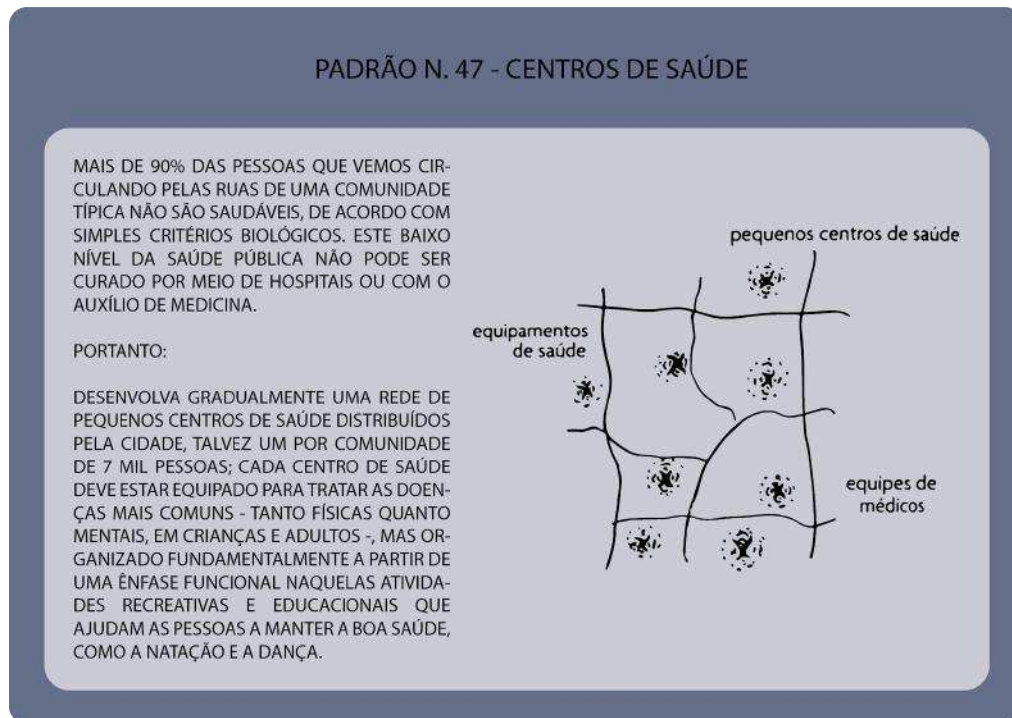 PADRÃO N. 47 - CENTROS DE SAÚDE
MAIS DE 90% DAS PESSOAS QUE VEMOS CIR-
CULANDO PELAS RUAS DE UMA COMUNIDADE
TÍPICA NÃO SÃO SAUDÁVEIS, DE ACORDO COM
SIMPLES CRITÉRIOS BIOLÓGICOS. ESTE BAIXO
NÍVEL DA SAÚDE PÚBLICA NÃO PODE SER
CURADO POR MEIO DE HOSPITAIS OU COM O
AUXÍLIO DE MEDICINA.
PORTANTO:
DESENVOLVA GRADUALMENTE UMA REDE DE
PEQUENOS CENTROS DE SAÚDE DISTRIBUÍDOS
PELA CIDADE, TALVEZ UM POR COMUNIDADE
DE 7 MIL PESSOAS; CADA CENTRO DE SAÚDE
DEVE ESTAR EQUIPADO PARA TRATAR AS DOEN-
ÇAS MAIS COMUNS - TANTO FÍSICAS QUANTO
MENTAIS, EM CRIANÇAS E ADULTOS -, MAS OR-
GANIZADO FUNDAMENTALMENTE A PARTIR DE
UMA ÊNFASE FUNCIONAL NAQUELAS ATIVIDA-
DES RECREATIVAS E EDUCACIONAIS QUE
AJUDAM AS PESSOAS A MANTER A BOA SAÚDE,
COMO A NATAÇÃO E A DANÇA.
pequenos centros de saúde
equipamentos
de saúde
equipes de
médicos